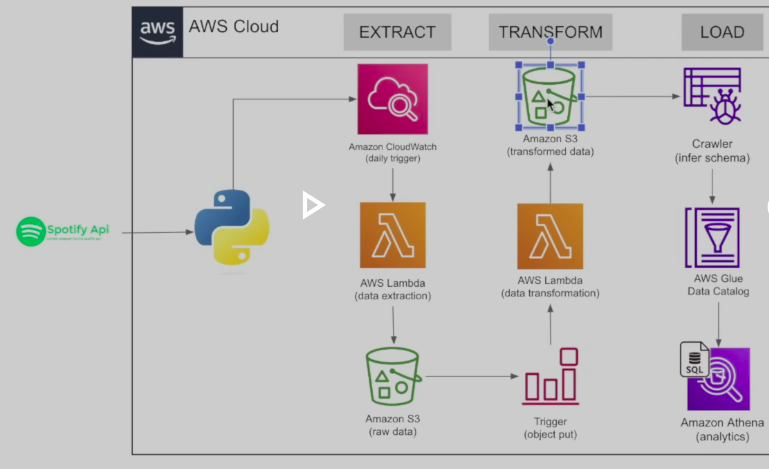 aws
AWS Cloud
EXTRACT
TRANSFORM
LOAD
Amazon CloudWatch
(daily trigger)
Amazon S3
(transformed data)
Crawler
(infer schema)
Spotify Api
AWS Lambda
(data extraction)
AWS Lambda
(data transformation)
AWS Glue
Data Catalog
SQL
Amazon S3
(raw data)
Trigger
(object put)
Amazon Athena
(analytics)